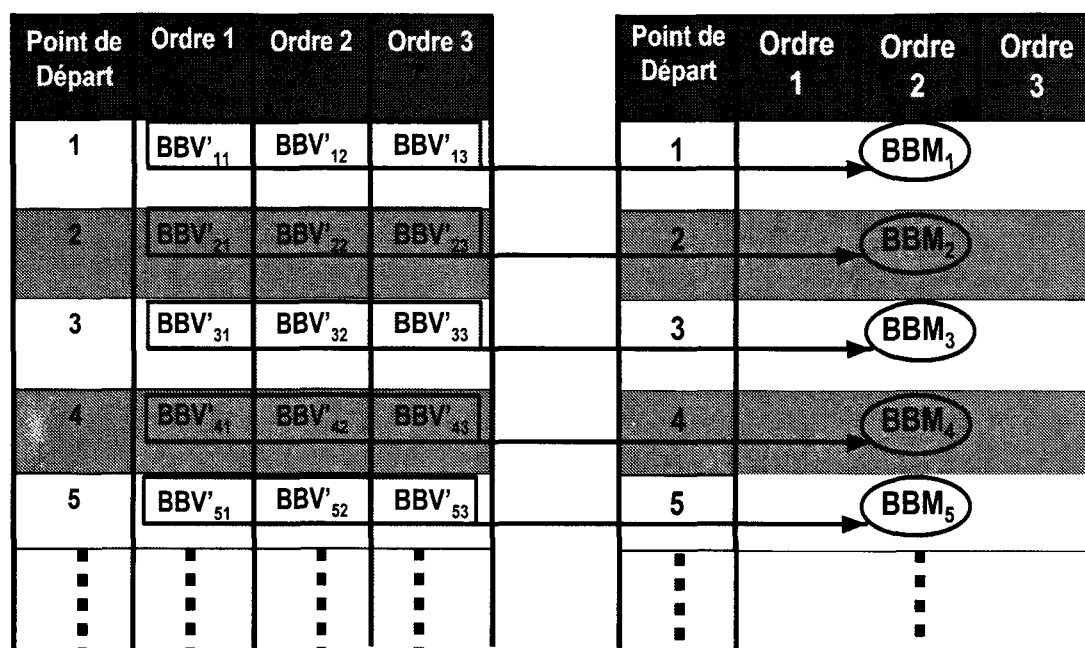 Point de Départ Ordre 1 Ordre 2 Ordre 3
1 BBV'11 BBV'12 BBV'13
2 BBV'21 BBV'22 BBV'23
3 BBV'31 BBV'32 BBV'33
4 BBV'41 BBV'42 BBV'43
5 BBV'51 BBV'52 BBV'53
Point de Départ Ordre 1 Ordre 2 Ordre 3
1 BBM1
2 BBM2
3 BBM3
4 BBM4
5 BBM5